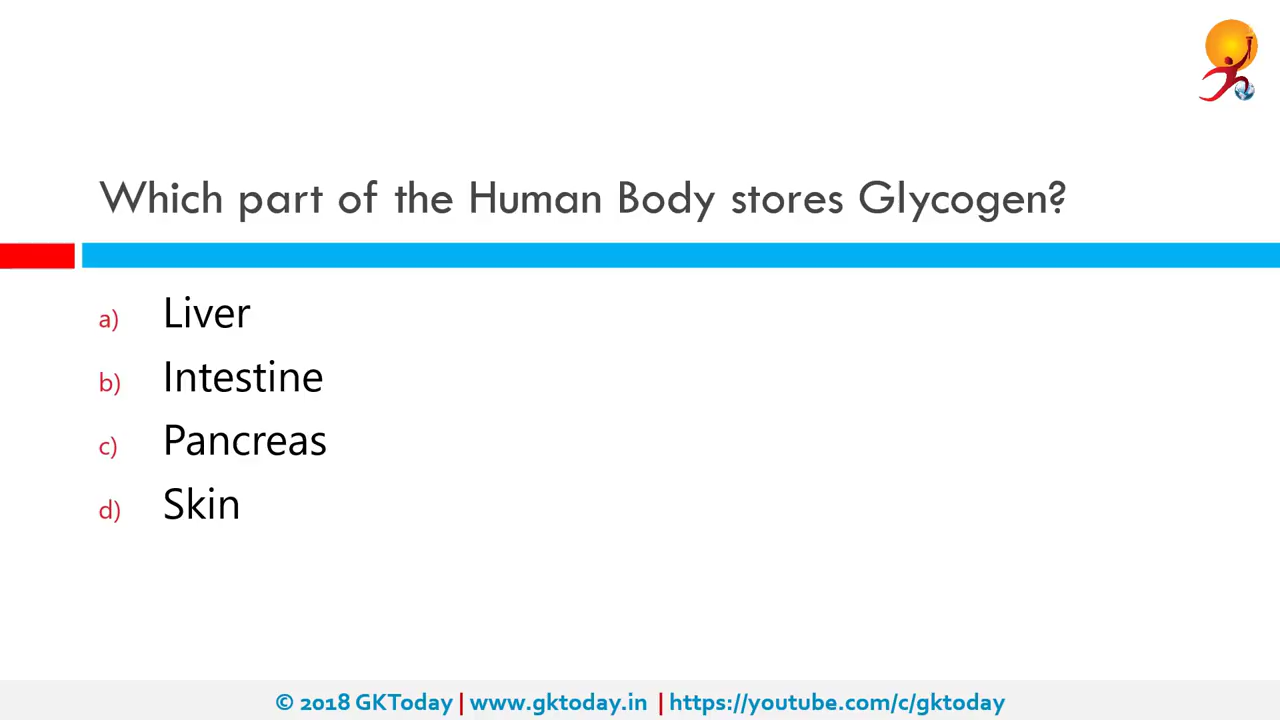 Which part of the Human Body stores Glycogen?
a) Liver
b) Intestine
c) Pancreas
d) Skin
© 2018 GKToday | www.gktoday.in | https://youtube.com/c/gktoday